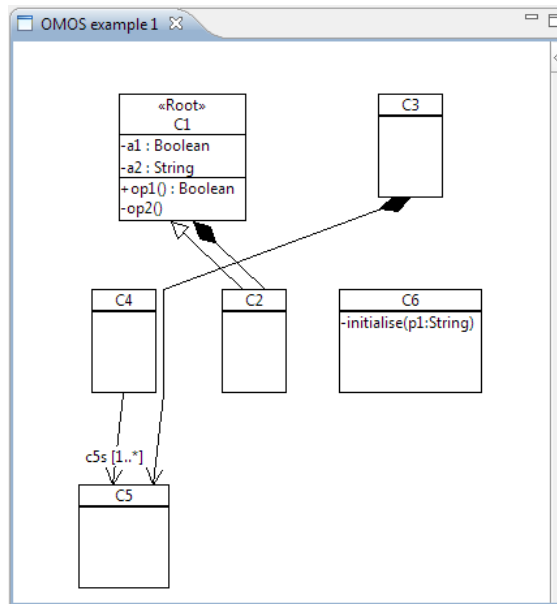 OMOS example 1
«Root»
C1
-a1 : Boolean
-a2 : String
+op1() : Boolean
-op2()
C3
C4
C2
C6
-initialise(p1:String)
c5s [1..*]
C5